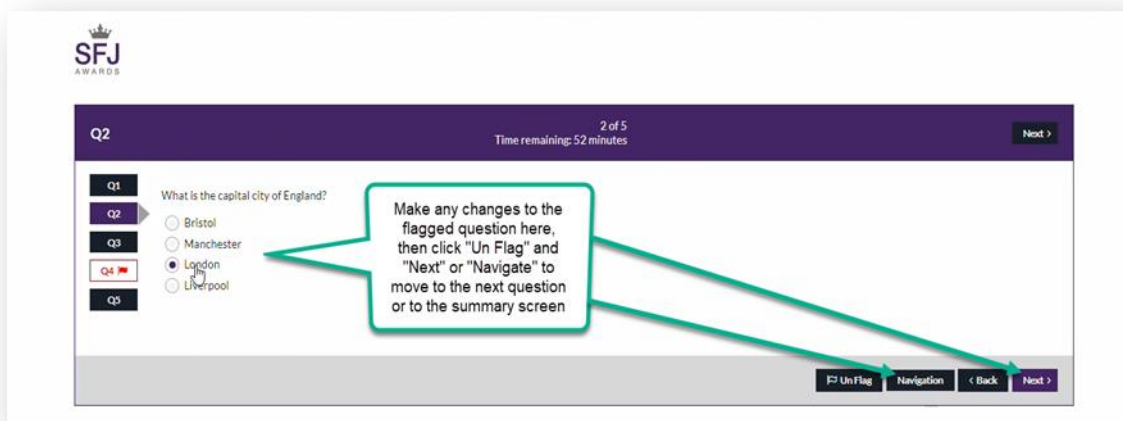 SFJ
AWARDS
Q2
2 of 5
Time remaining: 52 minutes
Next >
Q1
Q2
Q3
Q4
Q5
What is the capital city of England?
Bristol
Manchester
London
Liverpool
Make any changes to the
flagged question here,
then click "Un Flag" and
"Next" or "Navigate" to
move to the next question
or to the summary screen
Un Flag
Navigation
< Back
Next >